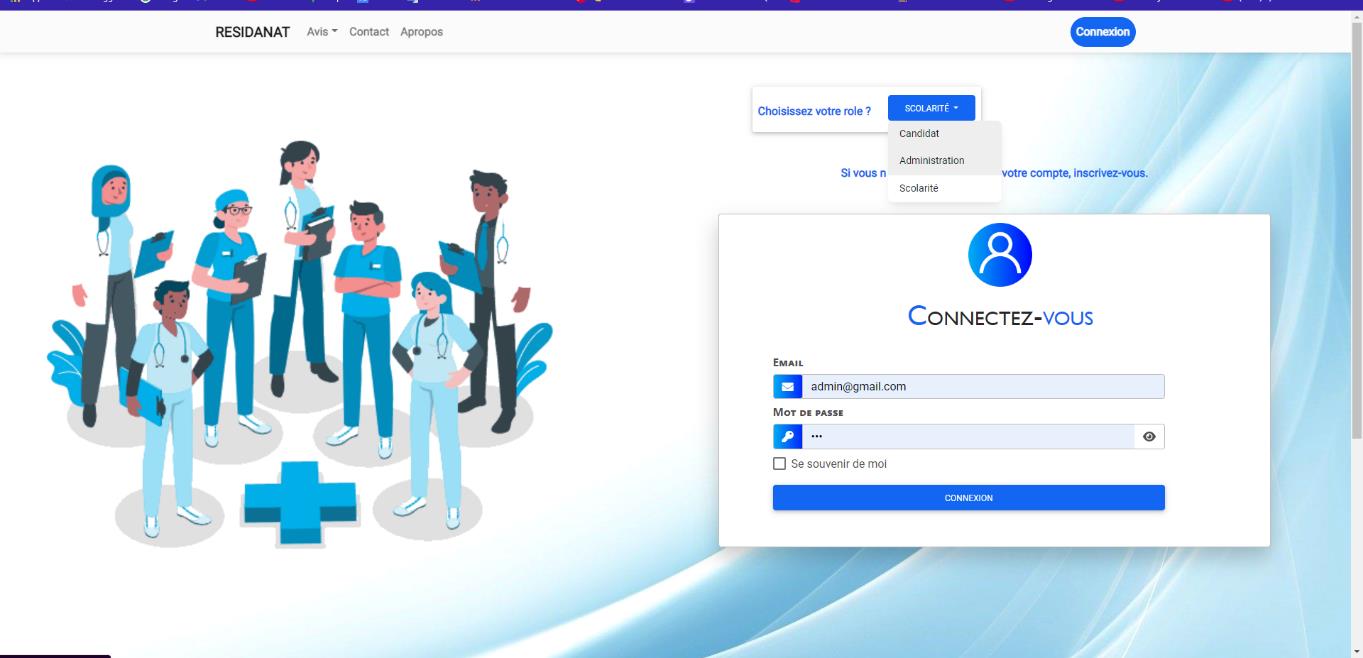 RESIDANAT Avis Contact Apropos Connexion
Choisissez votre role ? SCOLARITÉ
Candidat
Administration
Scolarité
Si vous n votre compte, inscrivez-vous.
CONNECTEZ-VOUS
EMAIL
admin@gmail.com
MOT DE PASSE
•••
Se souvenir de moi
CONNEXION